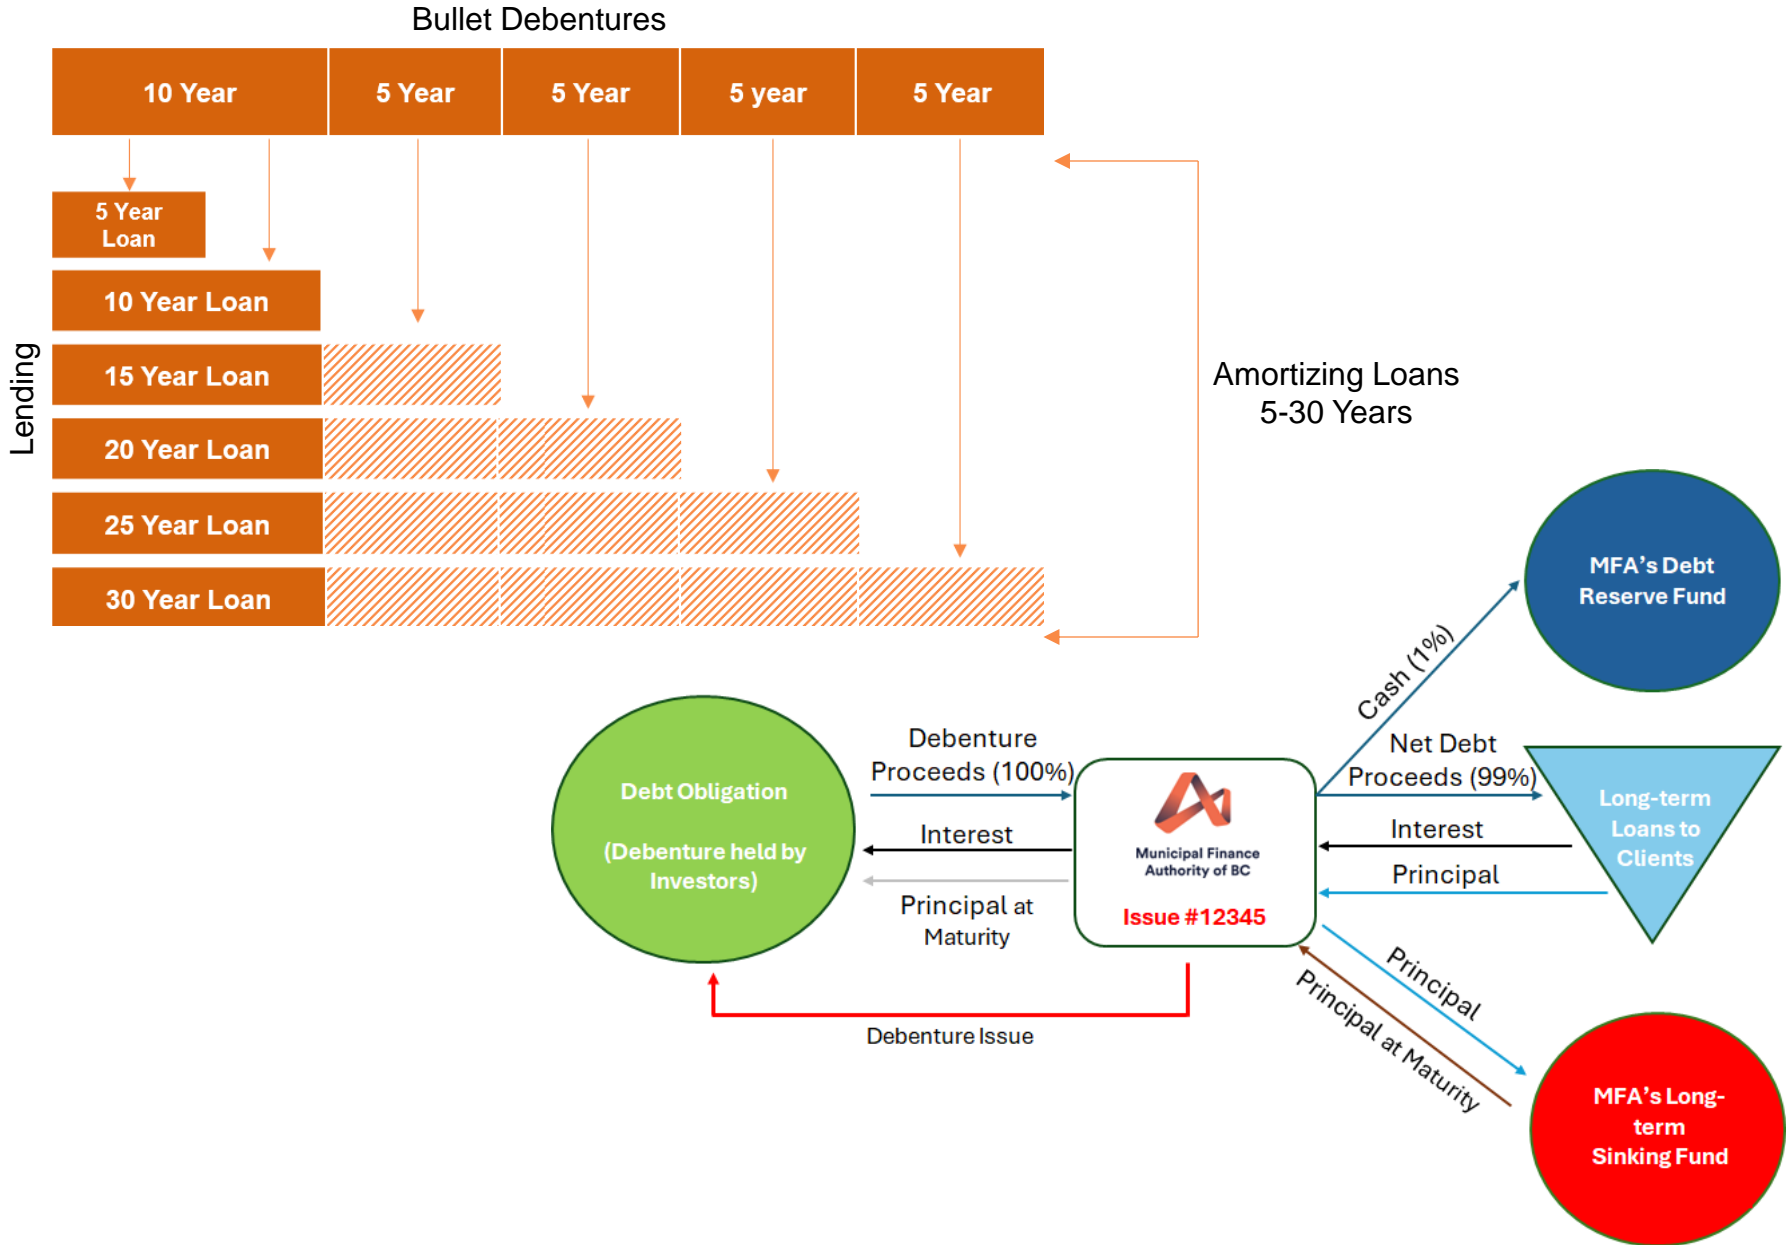 Bullet Debentures
10 Year
5 Year
5 Year
5 year
5 Year
5 Year
Loan
10 Year Loan
15 Year Loan
20 Year Loan
25 Year Loan
30 Year Loan
Lending
Amortizing Loans
5-30 Years
MFA's Debt
Reserve Fund
Cash (1%)
Debenture
Proceeds (100%)
Net Debt
Proceeds (99%)
Debt Obligation
(Debenture held by
Investors)
Interest
Principal at
Maturity
Municipal Finance
Authority of BC
Issue #12345
Interest
Principal
Long-term
Loans to
Clients
Debenture Issue
Principal
Principal at Maturity
MFA's Long-
term
Sinking Fund